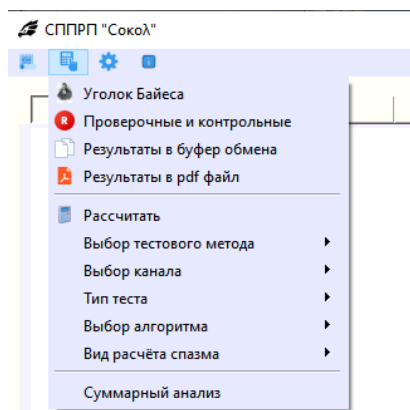 СППРП "Сокол"
Уголок Байеса
R Проверочные и контрольные
Результаты в буфер обмена
Результаты в pdf файл
Рассчитать
Выбор тестового метода
Выбор канала
Тип теста
Выбор алгоритма
Вид расчёта спазма
Суммарный анализ